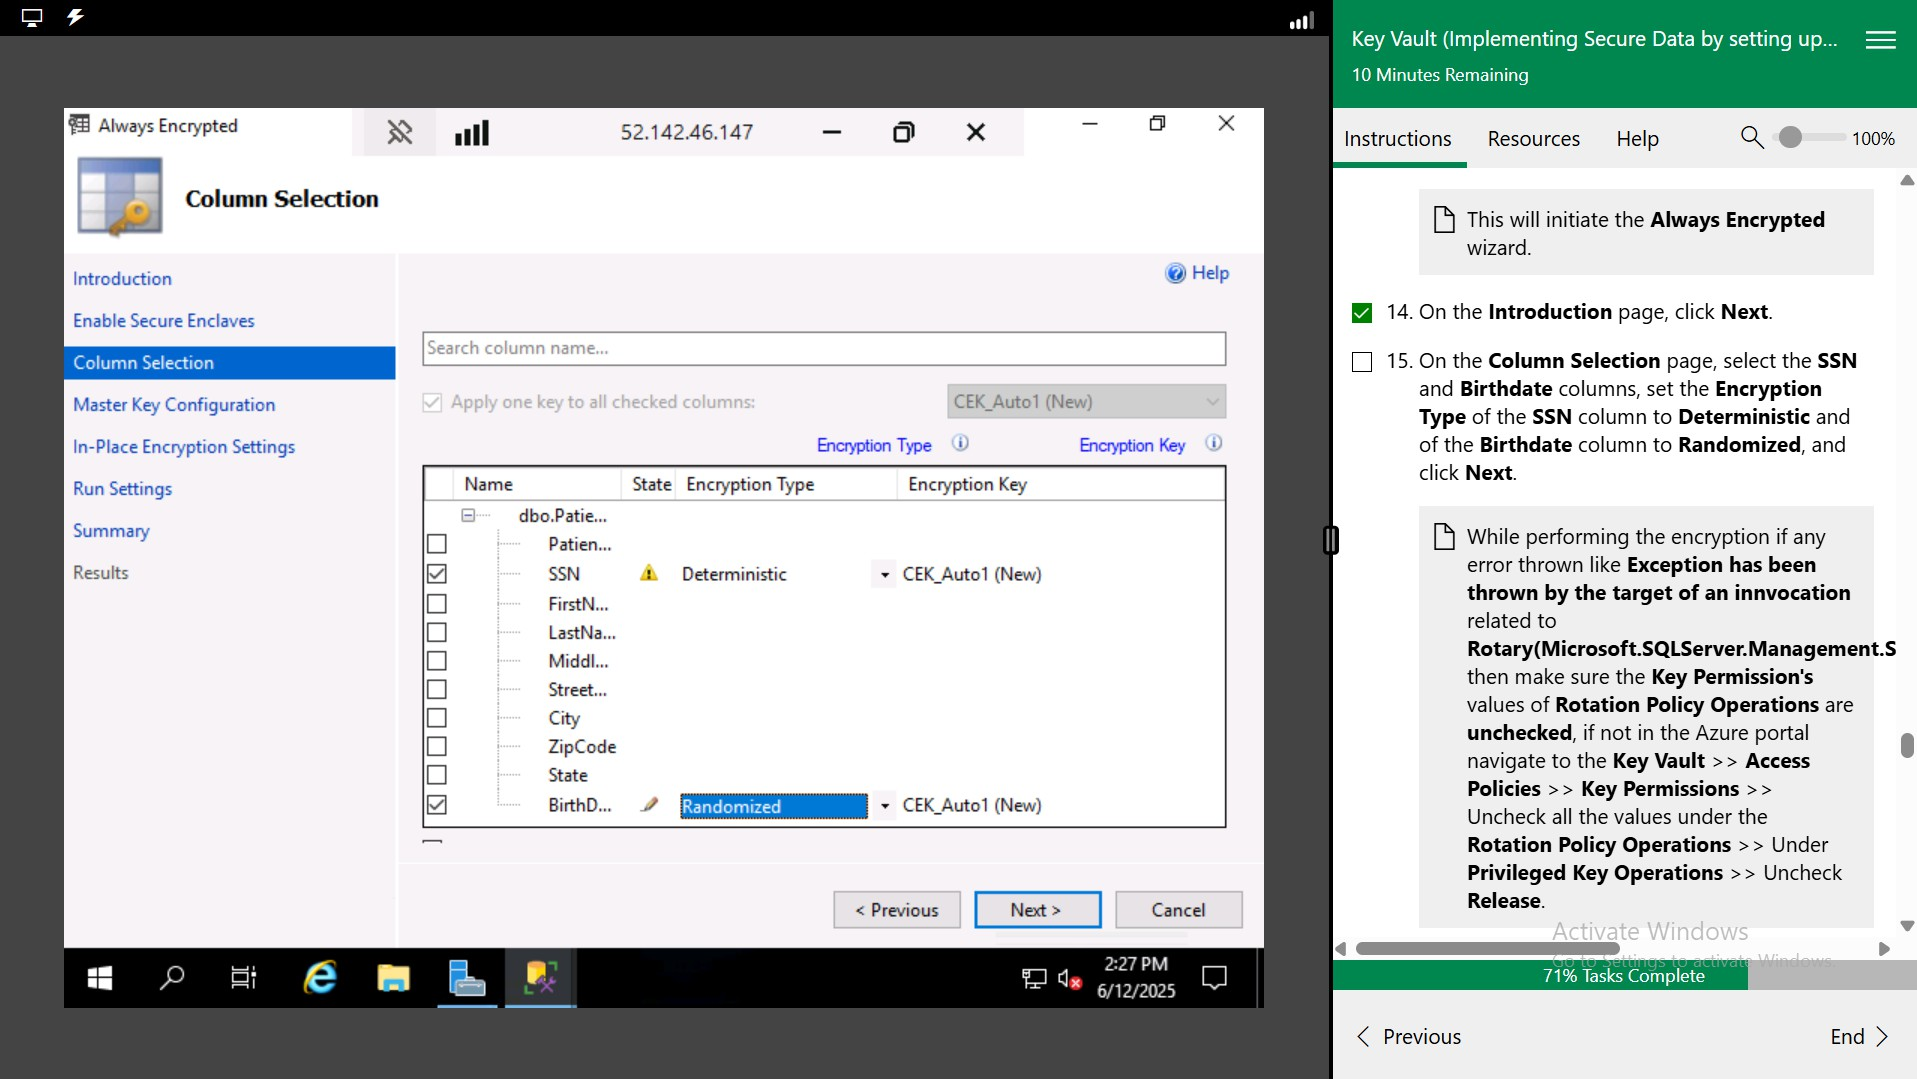 Key Vault (Implementing Secure Data by setting up...
10 Minutes Remaining
Instructions
Resources
Help
100%
Always Encrypted
52.142.46.147
Column Selection
Introduction
Enable Secure Enclaves
Column Selection
Master Key Configuration
In-Place Encryption Settings
Run Settings
Summary
Results
Help
Search column name...
Apply one key to all checked columns:
CEK_Auto1 (New)
Encryption Type
Encryption Key
Name State Encryption Type Encryption Key
dbo.Patie...
Patien...
SSN Deterministic CEK_Auto1 (New)
FirstN...
LastNa...
Middl...
Street...
City
ZipCode
State
BirthD... Randomized CEK_Auto1 (New)
< Previous
Next >
Cancel
2:27 PM
6/12/2025
This will initiate the Always Encrypted
wizard.
14. On the Introduction page, click Next.
15. On the Column Selection page, select the SSN
and Birthdate columns, set the Encryption
Type of the SSN column to Deterministic and
of the Birthdate column to Randomized, and
click Next.
While performing the encryption if any
error thrown like Exception has been
thrown by the target of an innvocation
related to
Rotary(Microsoft.SQLServer.Management.S
then make sure the Key Permission's
values of Rotation Policy Operations are
unchecked, if not in the Azure portal
navigate to the Key Vault >> Access
Policies >> Key Permissions >>
Uncheck all the values under the
Rotation Policy Operations >> Under
Privileged Key Operations >> Uncheck
Release.
Activate Windows
Go to Settings to activate Windows.
71% Tasks Complete
Previous
End